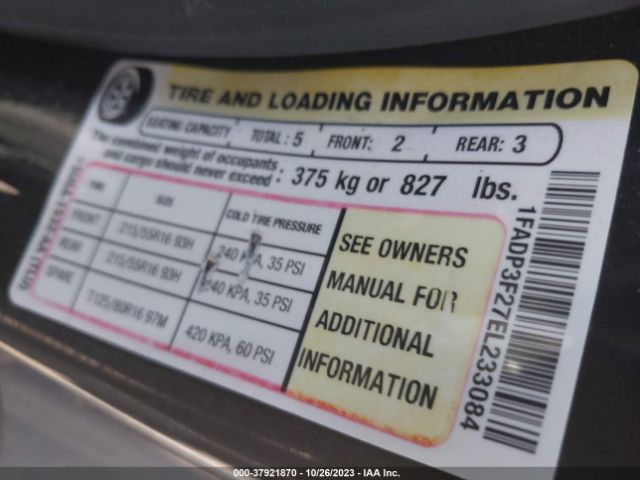 TIRE AND LOADING INFORMATION
SEATING CAPACITY TOTAL : 5 FRONT: 2 REAR: 3
The combined weight of occupants
and cargo should never exceed : 375 kg or 827 lbs.
TIRE SIZE COLD TIRE PRESSURE
FRONT 215/55R16 93H 240 KPA, 35 PSI
REAR 215/55R16 93H 240 KPA, 35 PSI
SPARE T125/80R16 97M 420 KPA, 60 PSI
SEE OWNERS
MANUAL FOR
ADDITIONAL
INFORMATION
1FADP3F27EL233084
000-37921870 | 10/26/2023 | IAA Inc.